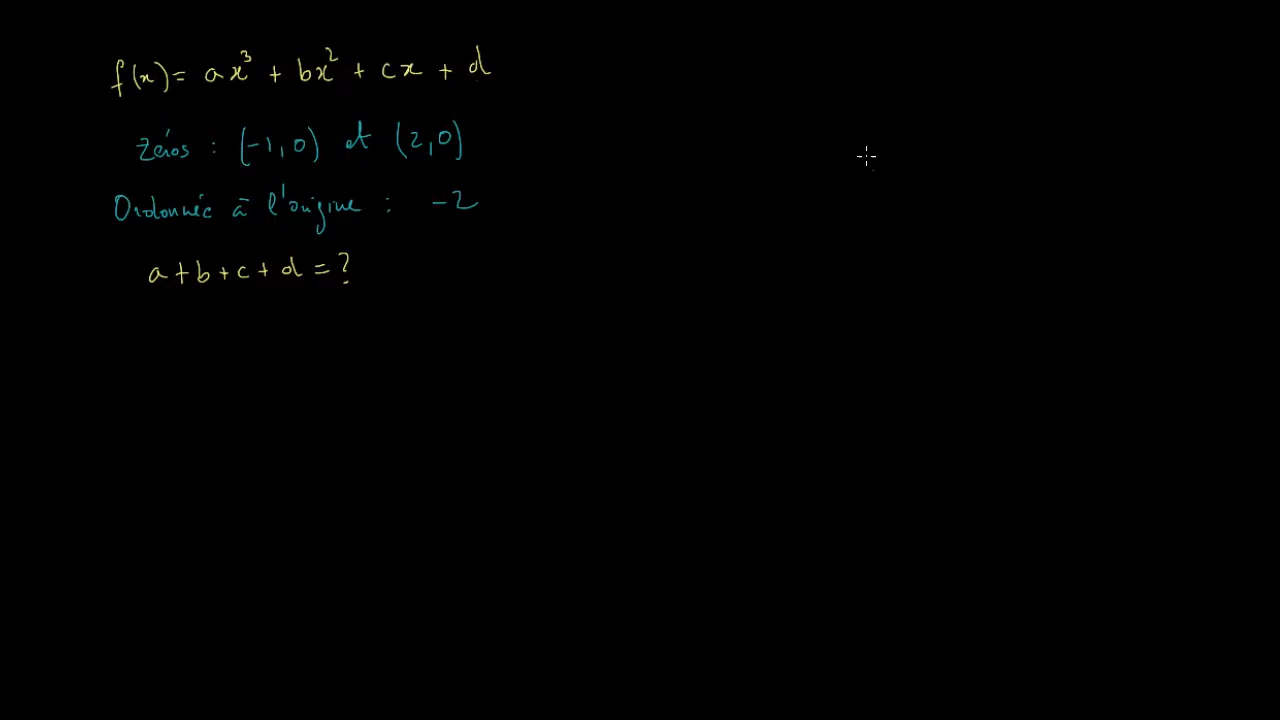 f(x) = ax³ + bx² + cx + d
Zéros : (-1,0) et (2,0)
Ordonnée à l'origine : -2
a+b+c+d = ?